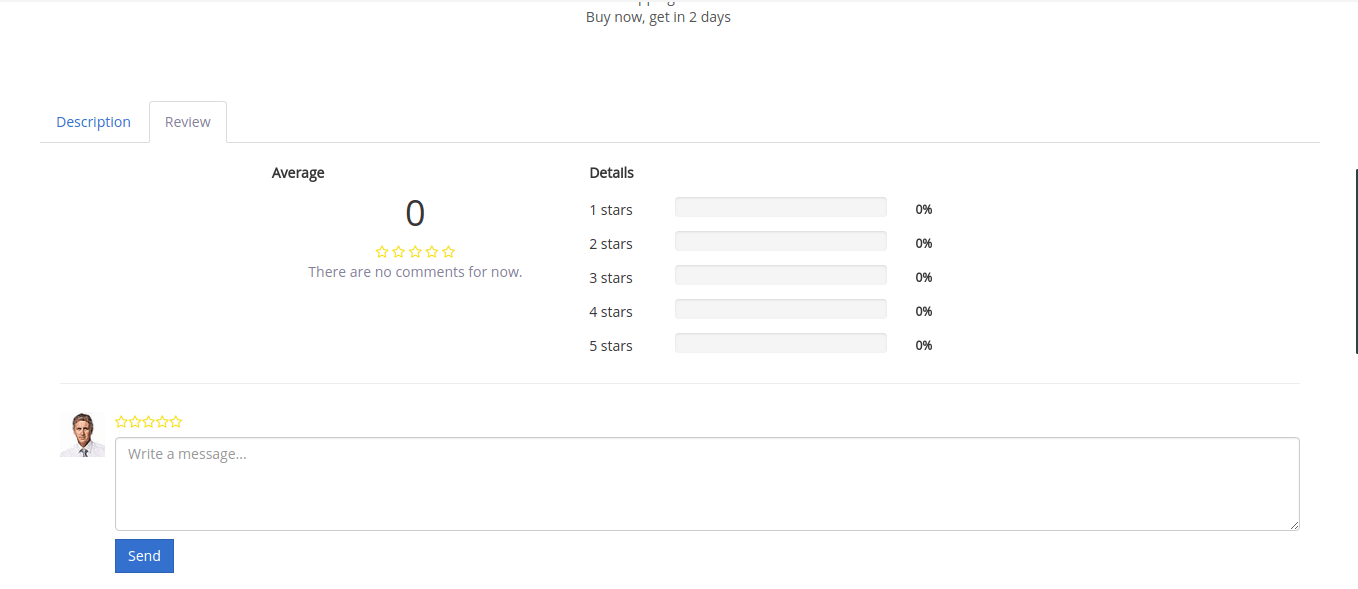 Buy now, get in 2 days
Description
Review
Average
0
There are no comments for now.
Details
1 stars 0%
2 stars 0%
3 stars 0%
4 stars 0%
5 stars 0%
Write a message...
Send